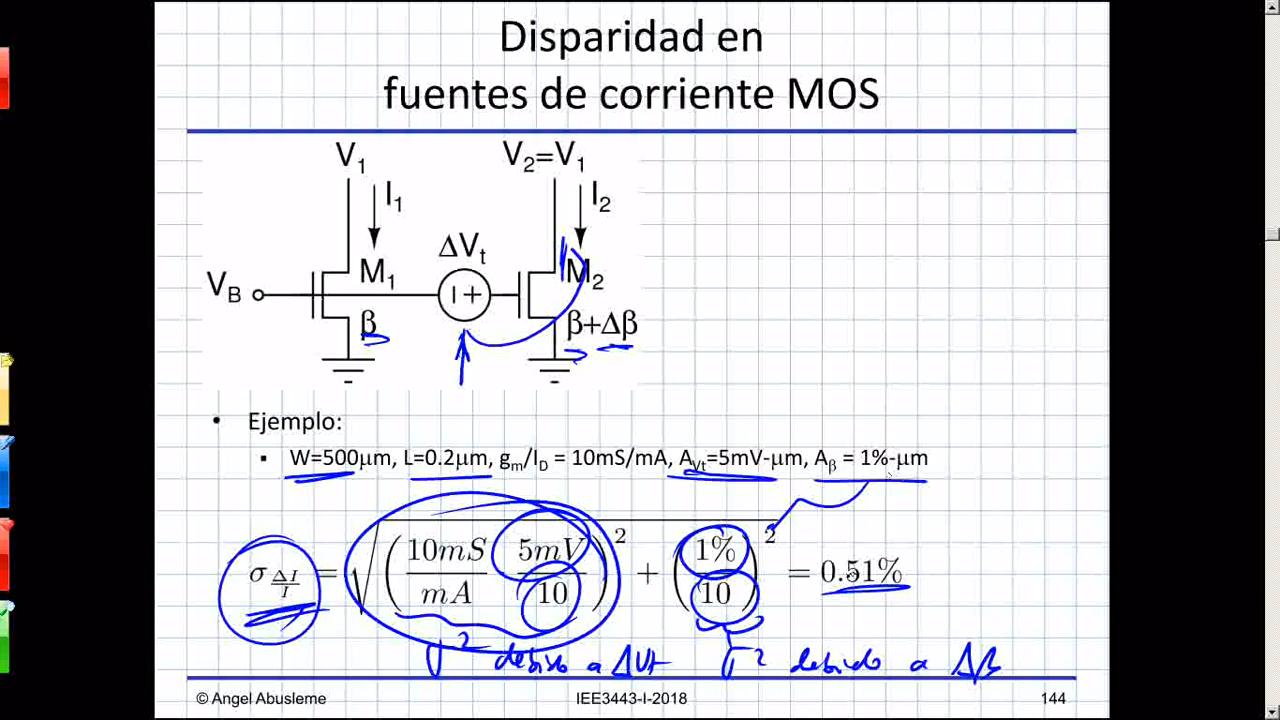 Disparidad en
fuentes de corriente MOS
V1 V2=V1
I1 I2
ΔVt
M1 M2
VB
β β+Δβ
• Ejemplo:
▪ W=500μm, L=0.2μm, gm/ID = 10mS/mA, AVt=5mV-μm, Aβ = 1%-μm
σ ΔI/I = √( (10mS/mA 5mV/10)² + (1%/10)² ) = 0.51%
σ² debido a ΔVt σ² debido a Δβ
© Angel Abusleme IEE3443-I-2018 144